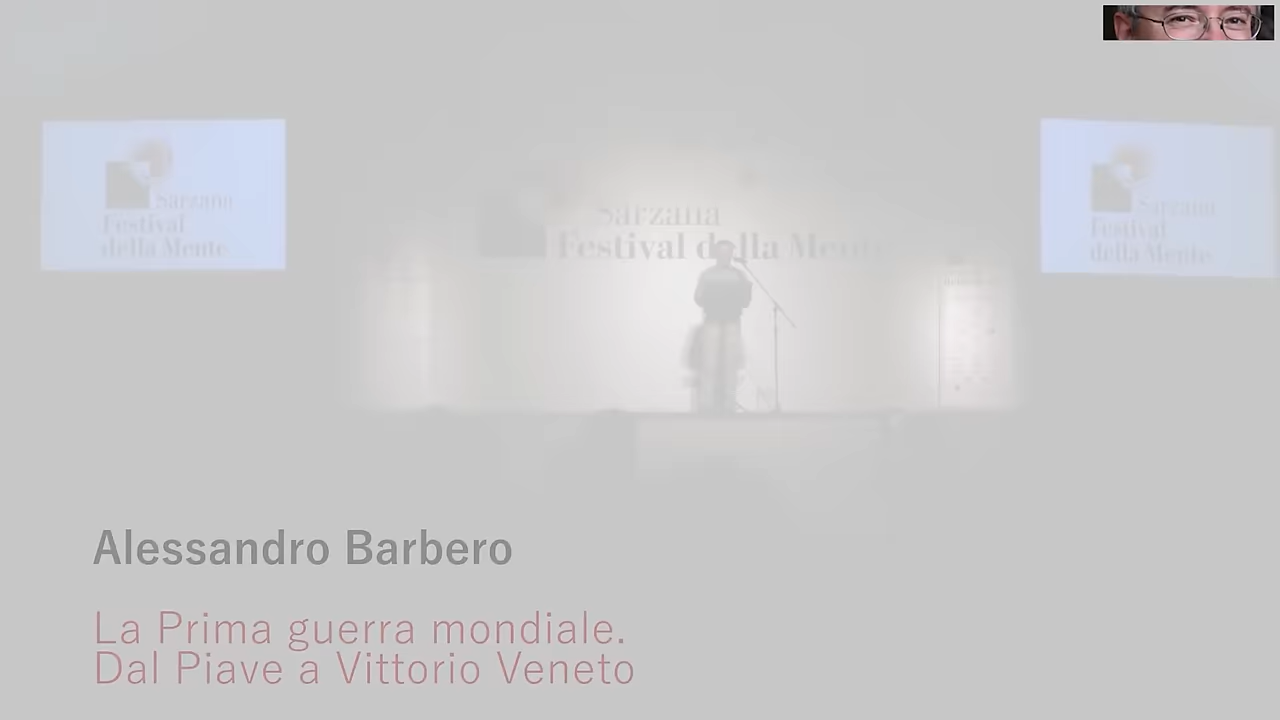 Sarzana
Festival
della Mente
Sarzana
Festival della Mente
Sarzana
Festival
della Mente
Alessandro Barbero
La Prima guerra mondiale.
Dal Piave a Vittorio Veneto